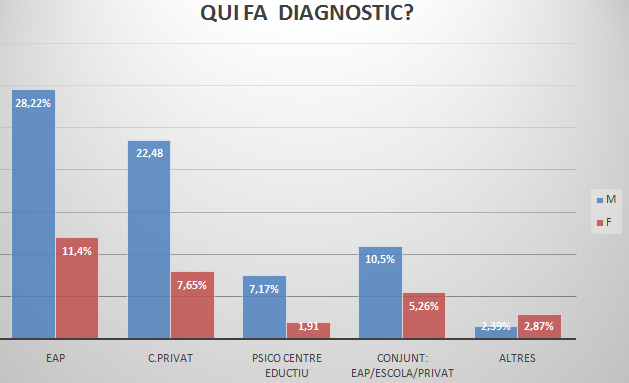 QUI FA DIAGNOSTIC?
28,22%
11,4%
22,48
7,65%
7,17%
1,91
10,5%
5,26%
2,39%
2,87%
M
F
EAP
C.PRIVAT
PSICO CENTRE
EDUCTIU
CONJUNT:
EAP/ESCOLA/PRIVAT
ALTRES